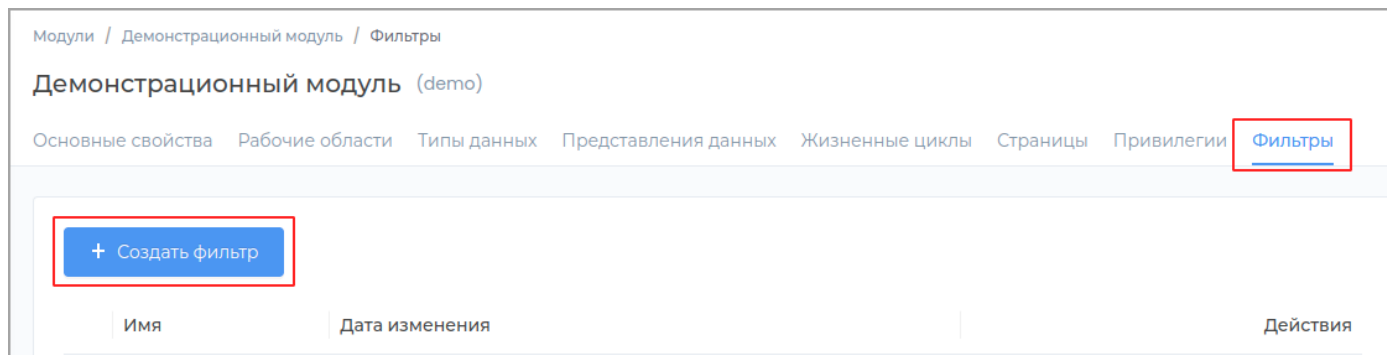 Модули / Демонстрационный модуль / Фильтры
Демонстрационный модуль (demo)
Основные свойства Рабочие области Типы данных Представления данных Жизненные циклы Страницы Привилегии Фильтры
+ Создать фильтр
Имя Дата изменения Действия